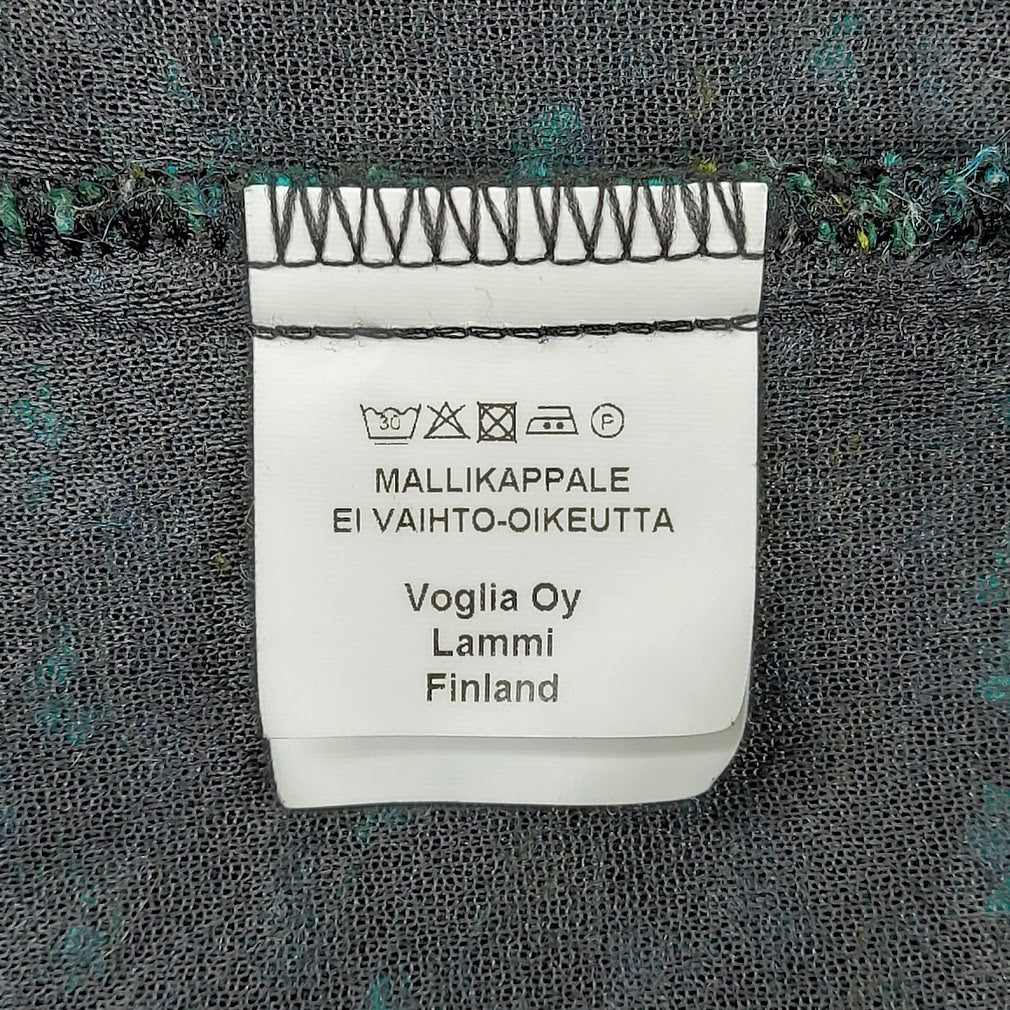 30 P
MALLIKAPPALE
EI VAIHTO-OIKEUTTA
Voglia Oy
Lammi
Finland